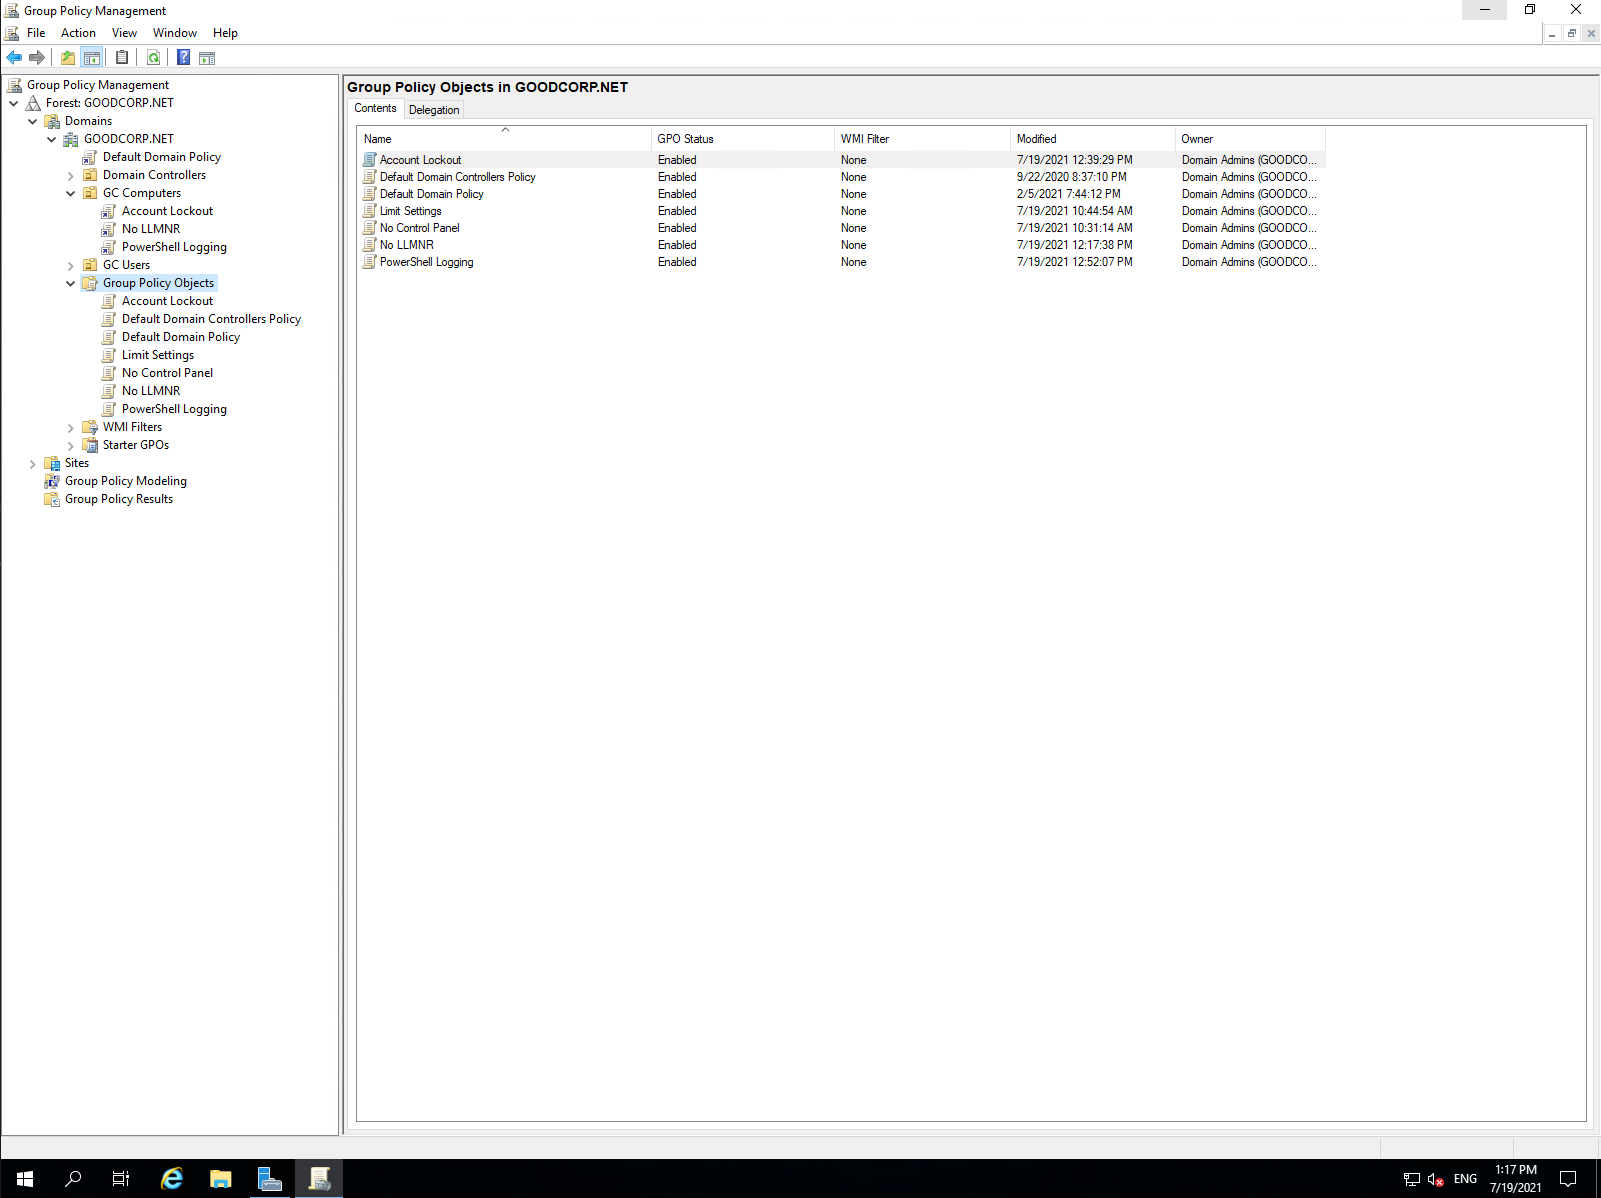 Group Policy Management
File Action View Window Help
Group Policy Management
Forest: GOODCORP.NET
Domains
GOODCORP.NET
Default Domain Policy
Domain Controllers
GC Computers
Account Lockout
No LLMNR
PowerShell Logging
GC Users
Group Policy Objects
Account Lockout
Default Domain Controllers Policy
Default Domain Policy
Limit Settings
No Control Panel
No LLMNR
PowerShell Logging
WMI Filters
Starter GPOs
Sites
Group Policy Modeling
Group Policy Results
Group Policy Objects in GOODCORP.NET
Contents Delegation
Name GPO Status WMI Filter Modified Owner
Account Lockout Enabled None 7/19/2021 12:39:29 PM Domain Admins (GOODCO...
Default Domain Controllers Policy Enabled None 9/22/2020 8:37:10 PM Domain Admins (GOODCO...
Default Domain Policy Enabled None 2/5/2021 7:44:12 PM Domain Admins (GOODCO...
Limit Settings Enabled None 7/19/2021 10:44:54 AM Domain Admins (GOODCO...
No Control Panel Enabled None 7/19/2021 10:31:14 AM Domain Admins (GOODCO...
No LLMNR Enabled None 7/19/2021 12:17:38 PM Domain Admins (GOODCO...
PowerShell Logging Enabled None 7/19/2021 12:52:07 PM Domain Admins (GOODCO...
ENG
1:17 PM
7/19/2021